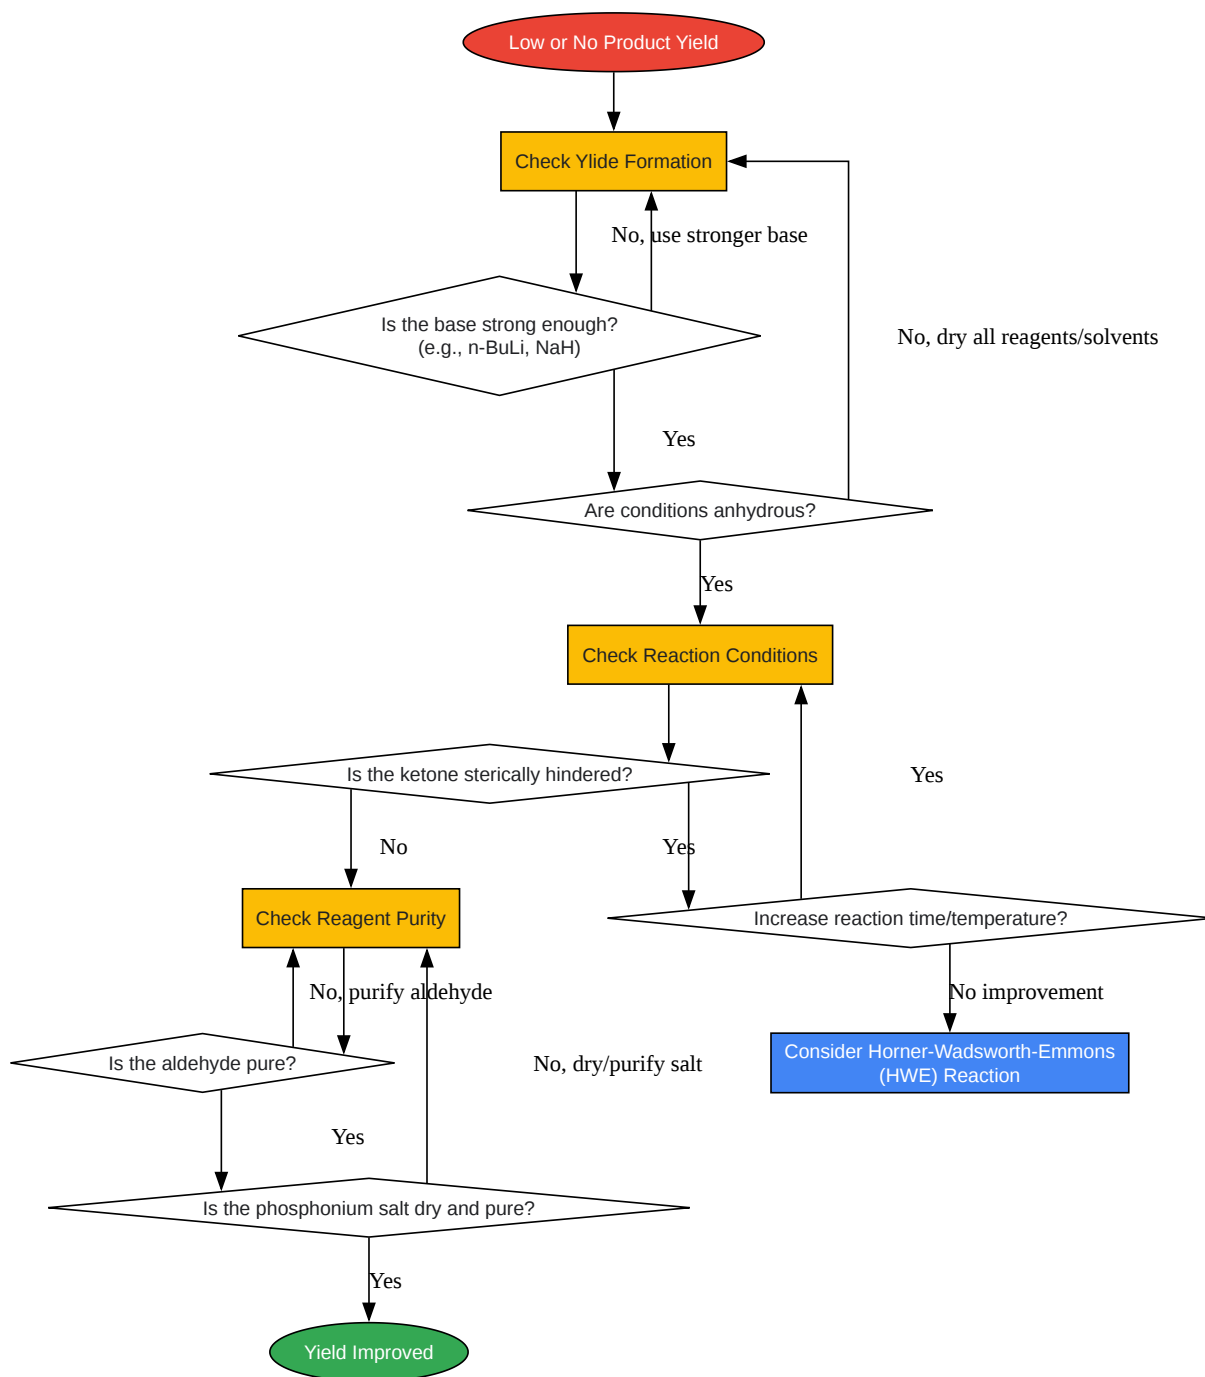 Low or No Product Yield
Check Ylide Formation
No, use stronger base
Is the base strong enough?
(e.g., n-BuLi, NaH)
No, dry all reagents/solvents
Yes
Are conditions anhydrous?
Yes
Check Reaction Conditions
Is the ketone sterically hindered?
Yes
No
Yes
Check Reagent Purity
Increase reaction time/temperature?
No, purify aldehyde
No improvement
Is the aldehyde pure?
No, dry/purify salt
Consider Horner-Wadsworth-Emmons
(HWE) Reaction
Yes
Is the phosphonium salt dry and pure?
Yes
Yield Improved